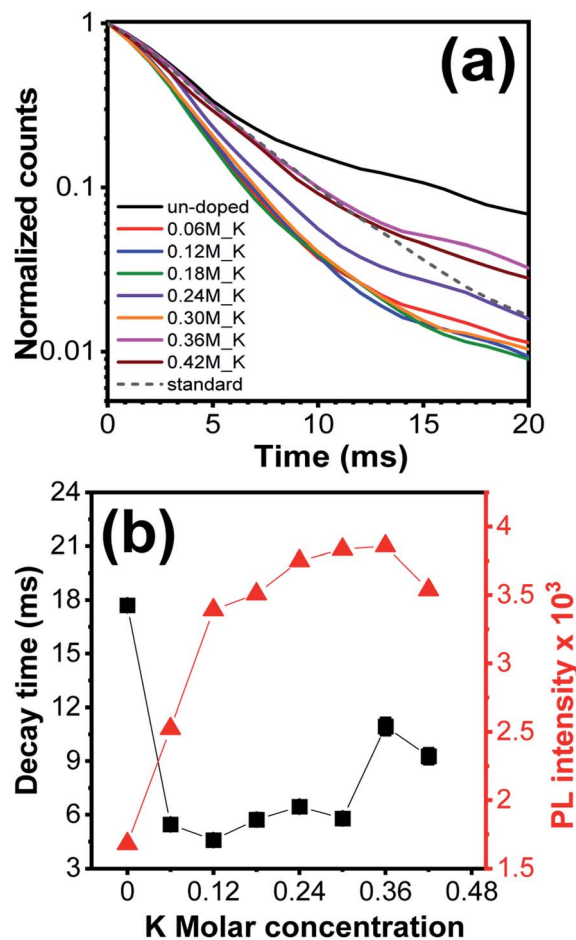 (a)
1
0.1
0.01
Normalized counts
un-doped
0.06M_K
0.12M_K
0.18M_K
0.24M_K
0.30M_K
0.36M_K
0.42M_K
standard
0 5 10 15 20
Time (ms)
(b)
24
21
18
15
12
9
6
3
Decay time (ms)
4
3.5
3
2.5
2
1.5
PL intensity x 10³
0 0.12 0.24 0.36 0.48
K Molar concentration